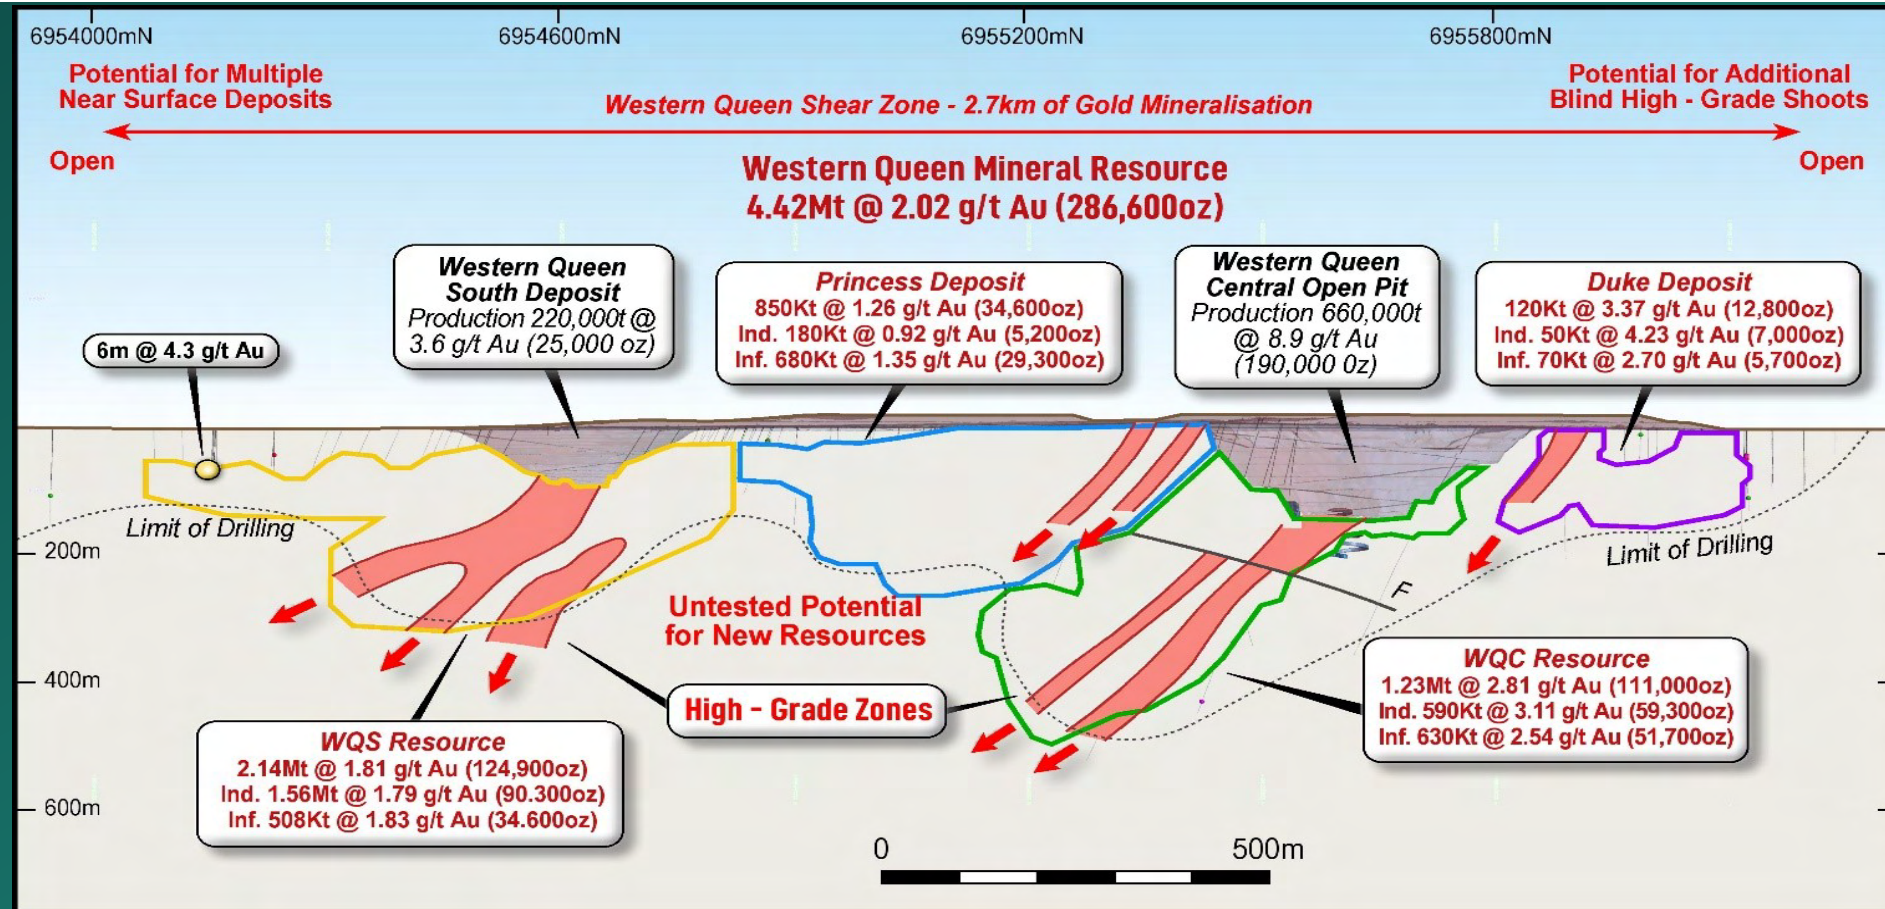 6954000mN
6954600mN
6955200mN
6955800mN
Potential for Multiple
Near Surface Deposits
Western Queen Shear Zone - 2.7km of Gold Mineralisation
Potential for Additional
Blind High - Grade Shoots
Open
Open
Western Queen Mineral Resource
4.42Mt @ 2.02 g/t Au (286,600oz)
6m @ 4.3 g/t Au
Western Queen
South Deposit
Production 220,000t @
3.6 g/t Au (25,000 oz)
Princess Deposit
850Kt @ 1.26 g/t Au (34,600oz)
Ind. 180Kt @ 0.92 g/t Au (5,200oz)
Inf. 680Kt @ 1.35 g/t Au (29,300oz)
Western Queen
Central Open Pit
Production 660,000t
@ 8.9 g/t Au
(190,000 0z)
Duke Deposit
120Kt @ 3.37 g/t Au (12,800oz)
Ind. 50Kt @ 4.23 g/t Au (7,000oz)
Inf. 70Kt @ 2.70 g/t Au (5,700oz)
Limit of Drilling
Limit of Drilling
200m
400m
600m
F
Untested Potential
for New Resources
High - Grade Zones
WQS Resource
2.14Mt @ 1.81 g/t Au (124,900oz)
Ind. 1.56Mt @ 1.79 g/t Au (90.300oz)
Inf. 508Kt @ 1.83 g/t Au (34.600oz)
WQC Resource
1.23Mt @ 2.81 g/t Au (111,000oz)
Ind. 590Kt @ 3.11 g/t Au (59,300oz)
Inf. 630Kt @ 2.54 g/t Au (51,700oz)
0
500m